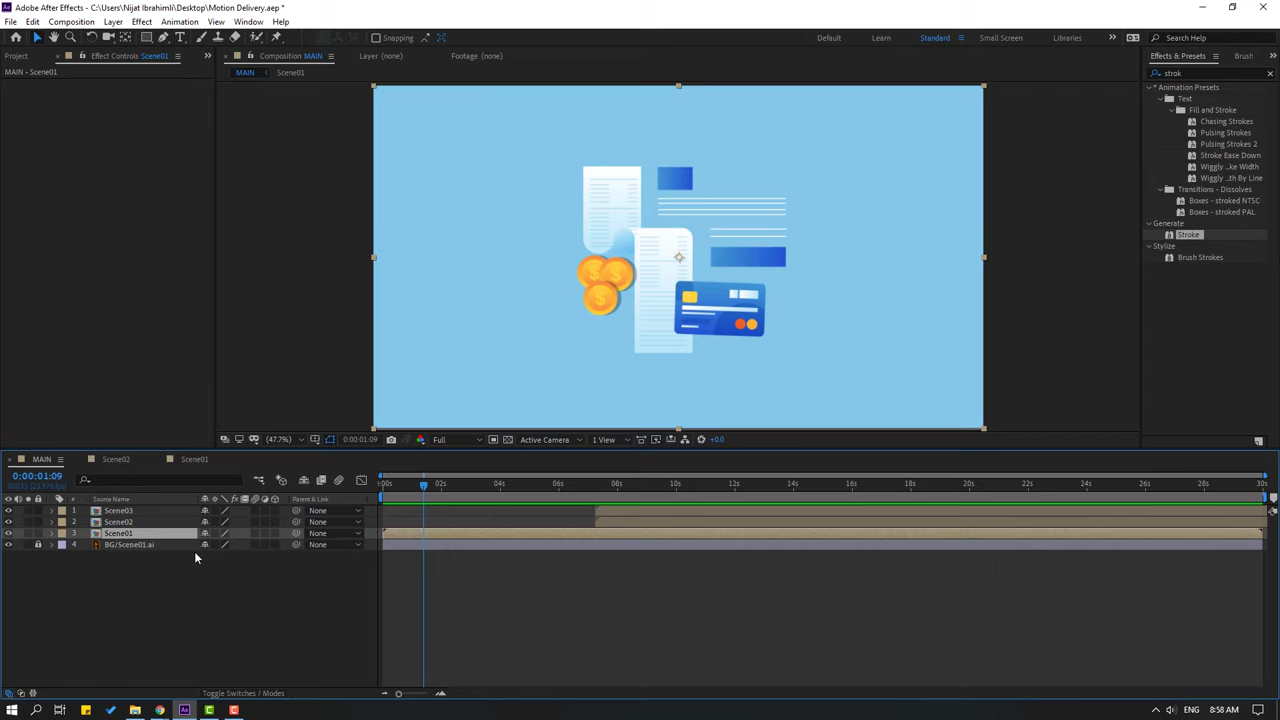 Adobe After Effects - C:\Users\Nijat Ibrahimli\Desktop\Motion Delivery.aep *
File Edit Composition Layer Effect Animation View Window Help
Snapping Default Learn Standard Small Screen Libraries Search Help
Project Effect Controls Scene01 Composition MAIN Layer (none) Footage (none) Effects & Presets Brush
MAIN • Scene01
MAIN Scene01
strok
* Animation Presets
Text
Fill and Stroke
Chasing Strokes
Pulsing Strokes
Pulsing Strokes 2
Stroke Ease Down
Wiggly ...ke Width
Wiggly ...th By Line
Transitions - Dissolves
Boxes - stroked NTSC
Boxes - stroked PAL
Generate
Stroke
Stylize
Brush Strokes
$ $
$
(47.7%) 0:00:01:09 Full Active Camera 1 View +0.0
MAIN Scene02 Scene01
0:00:01:09
:00s 02s 04s 06s 08s 10s 12s 14s 16s 18s 20s 22s 24s 26s 28s 30s
# Source Name fx Parent & Link
1 Scene03 None
2 Scene02 None
3 Scene01 None
4 BG/Scene01.ai None
Toggle Switches / Modes
Ae C C ENG 8:58 AM